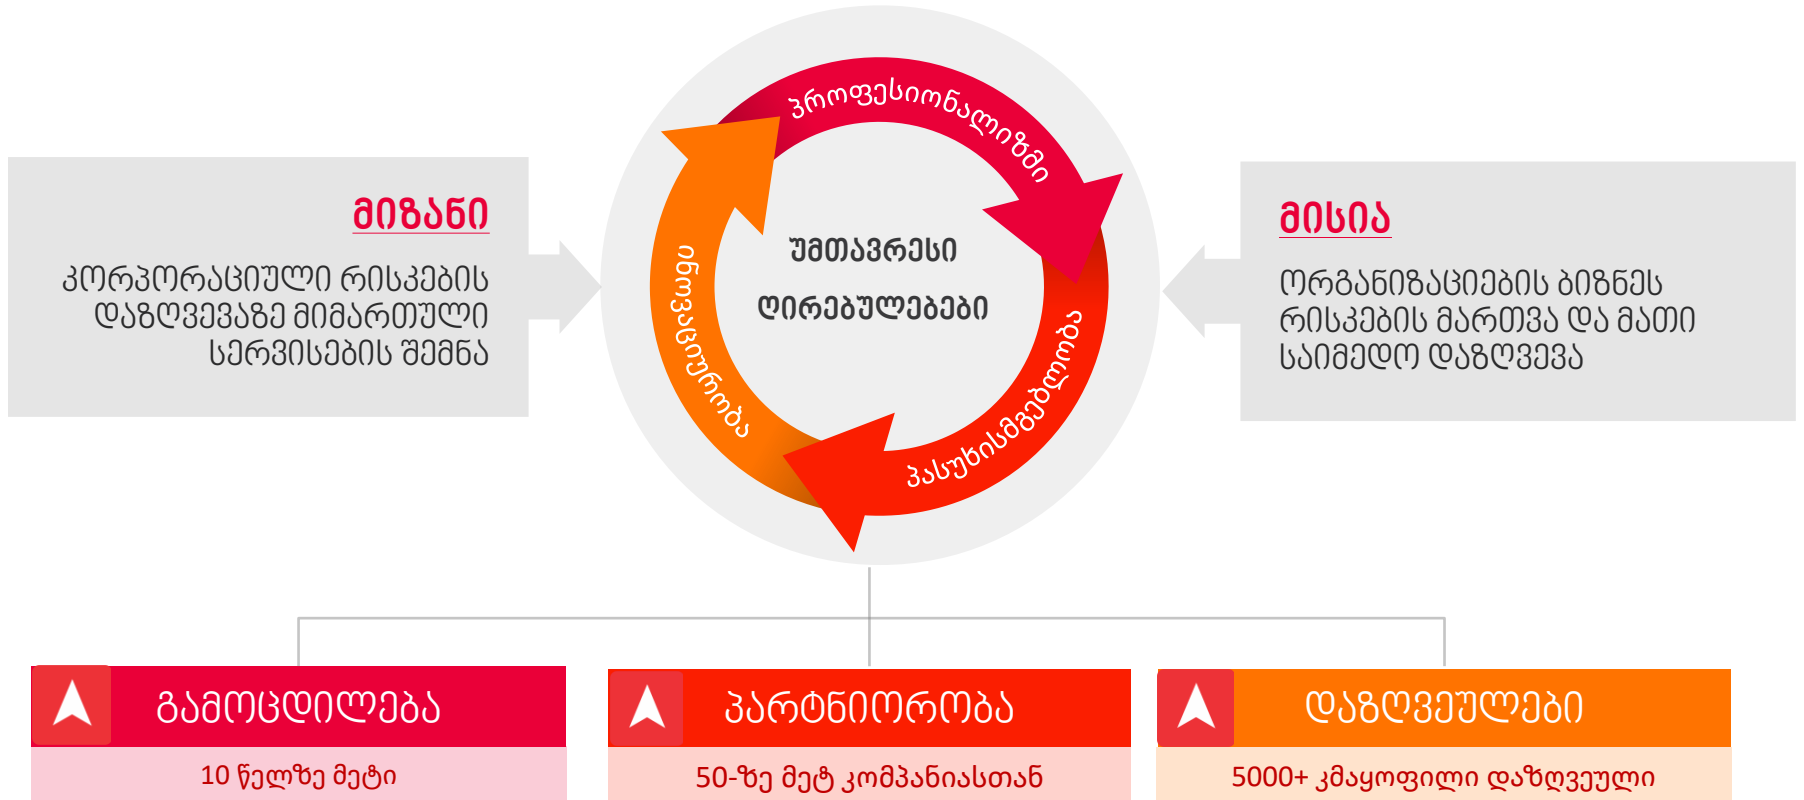 მიზანი
კორპორაციული რისკების
დაზღვევაზე მიმართული
სერვისების შემნა
პროფესიონალიზმი
პასუხისმგებლობა
ინოვაციურობა
უმთავრესი
ღირებულებები
მისია
ორგანიზაციების ბიზნეს
რისკების მართვა და მათი
საიმედო დაზღვევა
გამოცდილება
10 წელზე მეტი
პარტნიორობა
50-ზე მეტ კომპანიასთან
დაზღვეულები
5000+ კმაყოფილი დაზღვეული